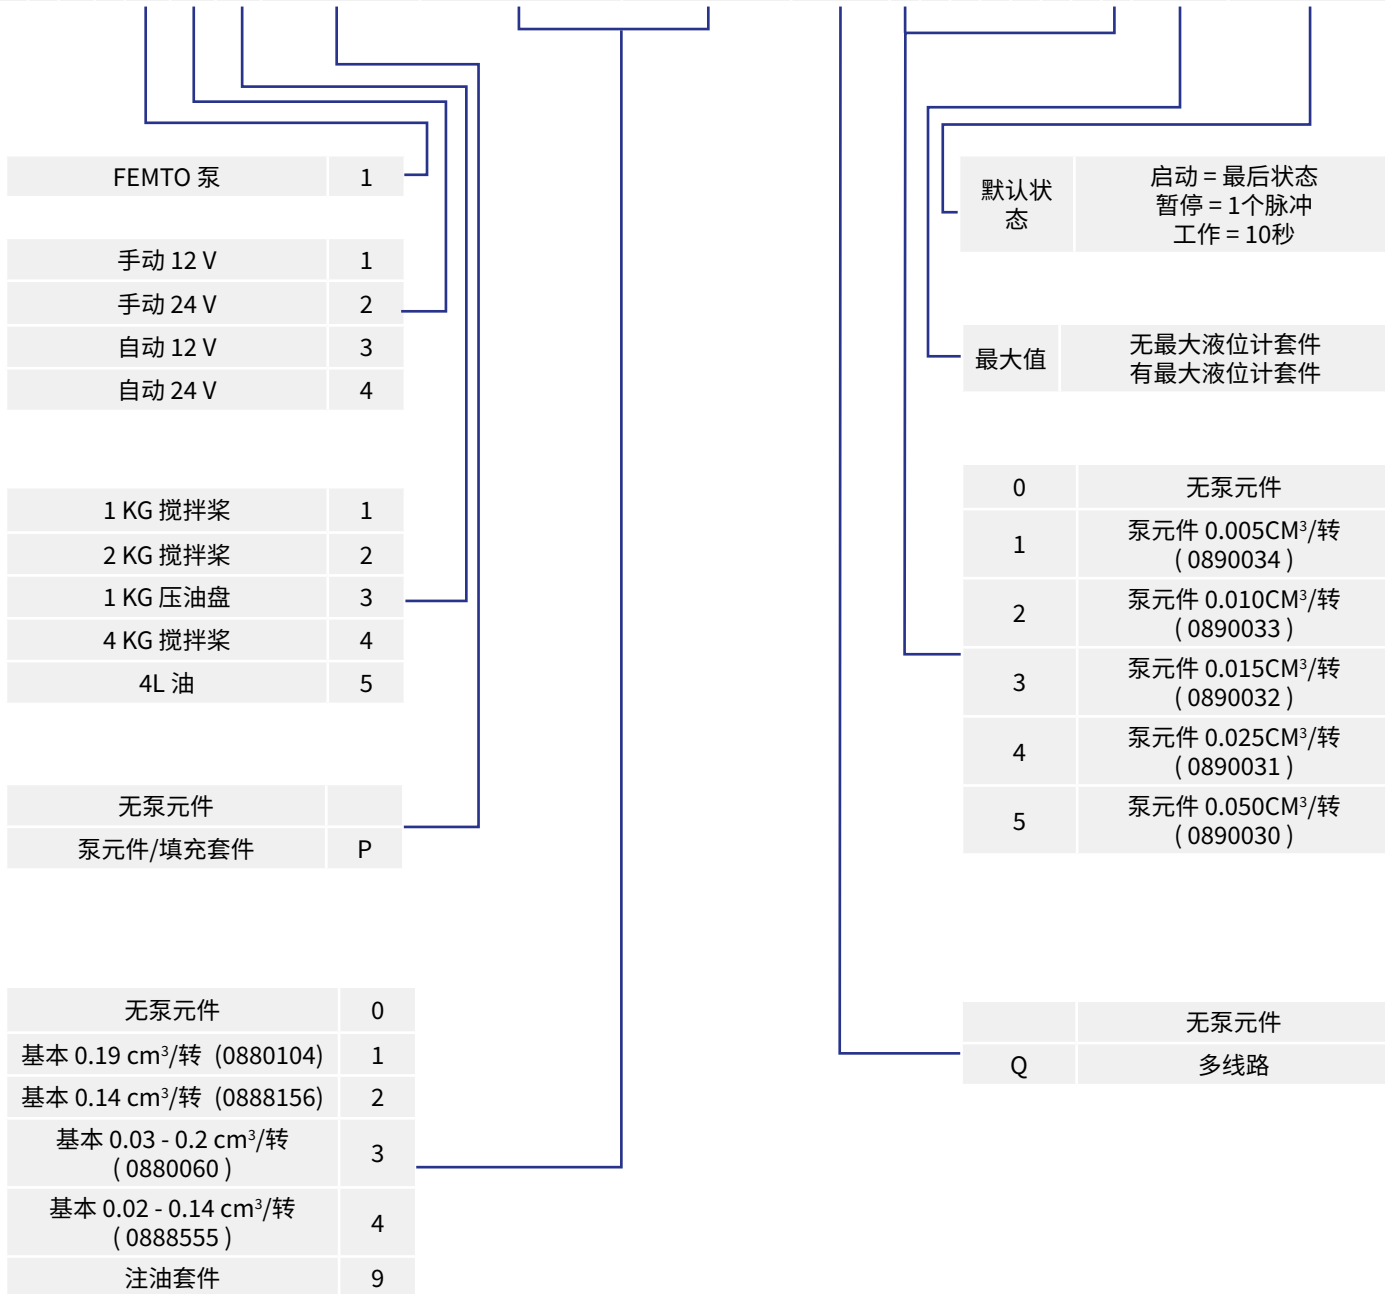 FEMTO 泵 1
手动 12 V 1
手动 24 V 2
自动 12 V 3
自动 24 V 4
1 KG 搅拌桨 1
2 KG 搅拌桨 2
1 KG 压油盘 3
4 KG 搅拌桨 4
4L 油 5
无泵元件
泵元件/填充套件 P
无泵元件 0
基本 0.19 cm³/转 (0880104) 1
基本 0.14 cm³/转 (0888156) 2
基本 0.03 - 0.2 cm³/转
( 0880060 )
3
基本 0.02 - 0.14 cm³/转
( 0888555 )
4
注油套件 9
默认状
态
启动 = 最后状态
暂停 = 1个脉冲
工作 = 10秒
最大值
无最大液位计套件
有最大液位计套件
0 无泵元件
1
泵元件 0.005CM³/转
( 0890034 )
2
泵元件 0.010CM³/转
( 0890033 )
3
泵元件 0.015CM³/转
( 0890032 )
4
泵元件 0.025CM³/转
( 0890031 )
5
泵元件 0.050CM³/转
( 0890030 )
无泵元件
Q 多线路